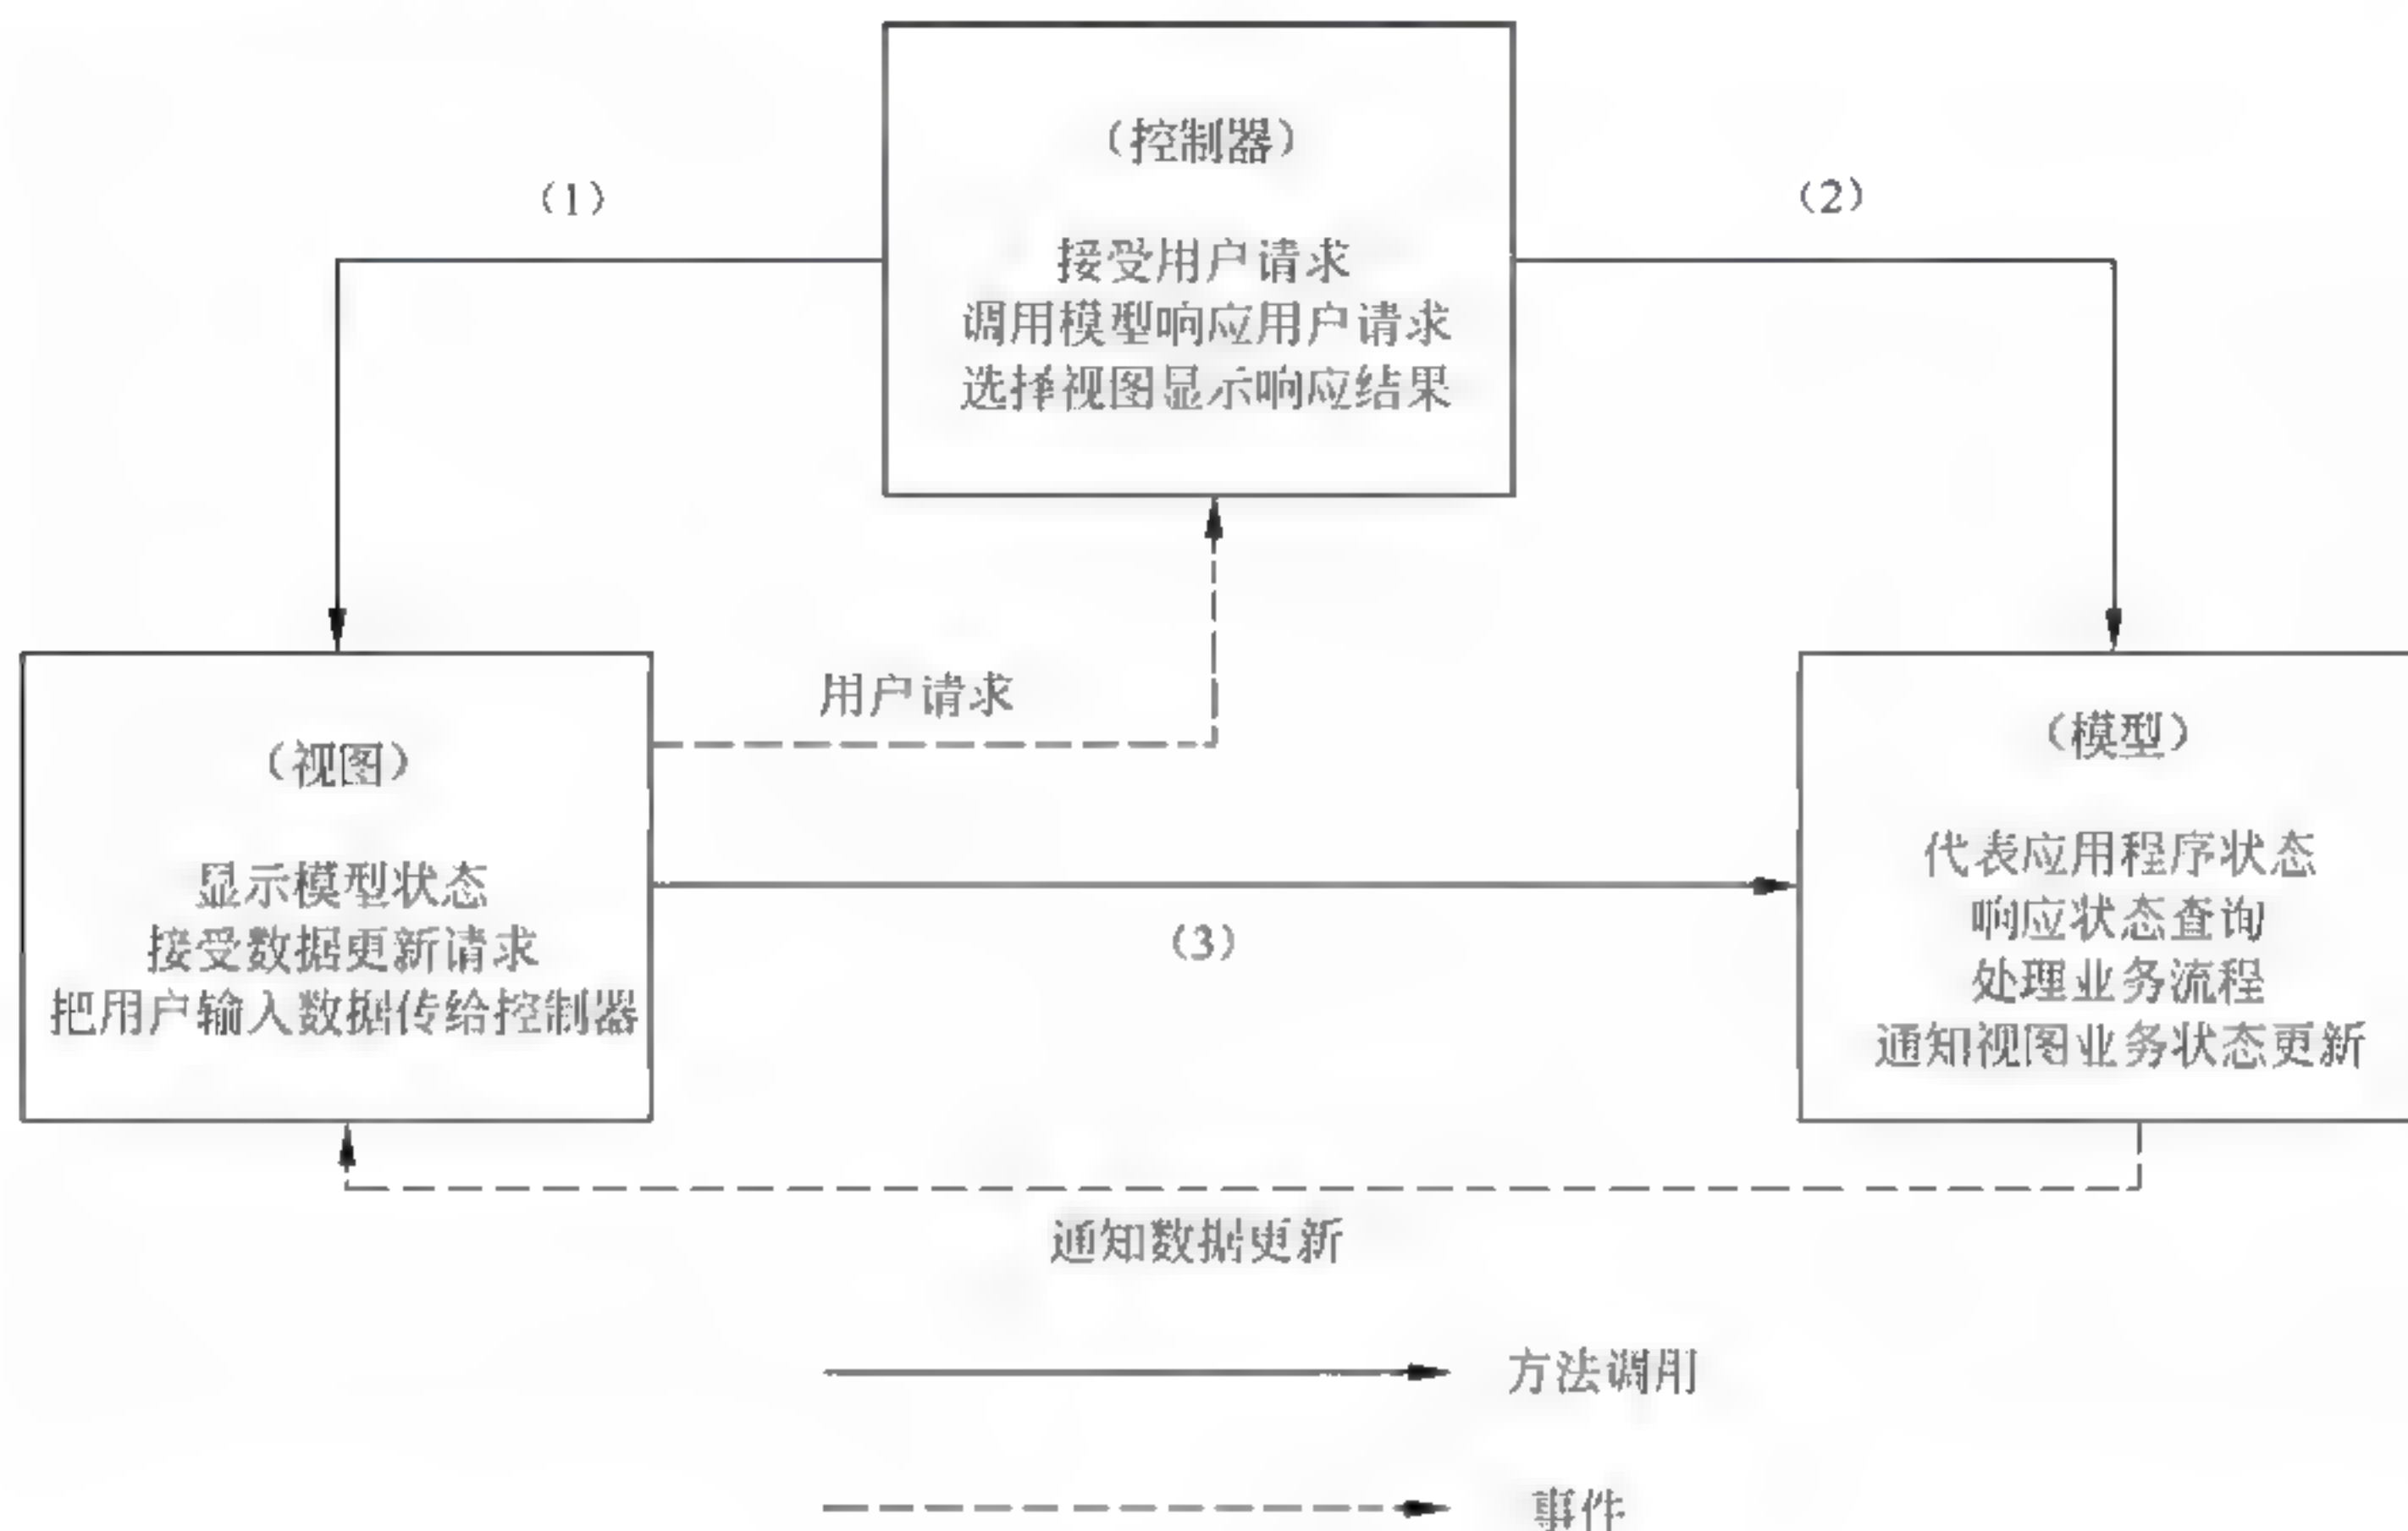 （控制器）
接受用户请求
调用模型响应用户请求
选择视图显示响应结果
（1）
（2）
用户请求
（视图）
显示模型状态
接受数据更新请求
把用户输入数据传给控制器
（模型）
代表应用程序状态
响应状态查询
处理业务流程
通知视图业务状态更新
（3）
通知数据更新
方法调用
事件